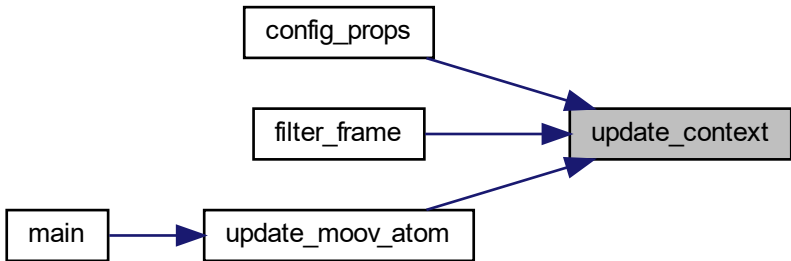 config_props
filter_frame
update_context
main
update_moov_atom